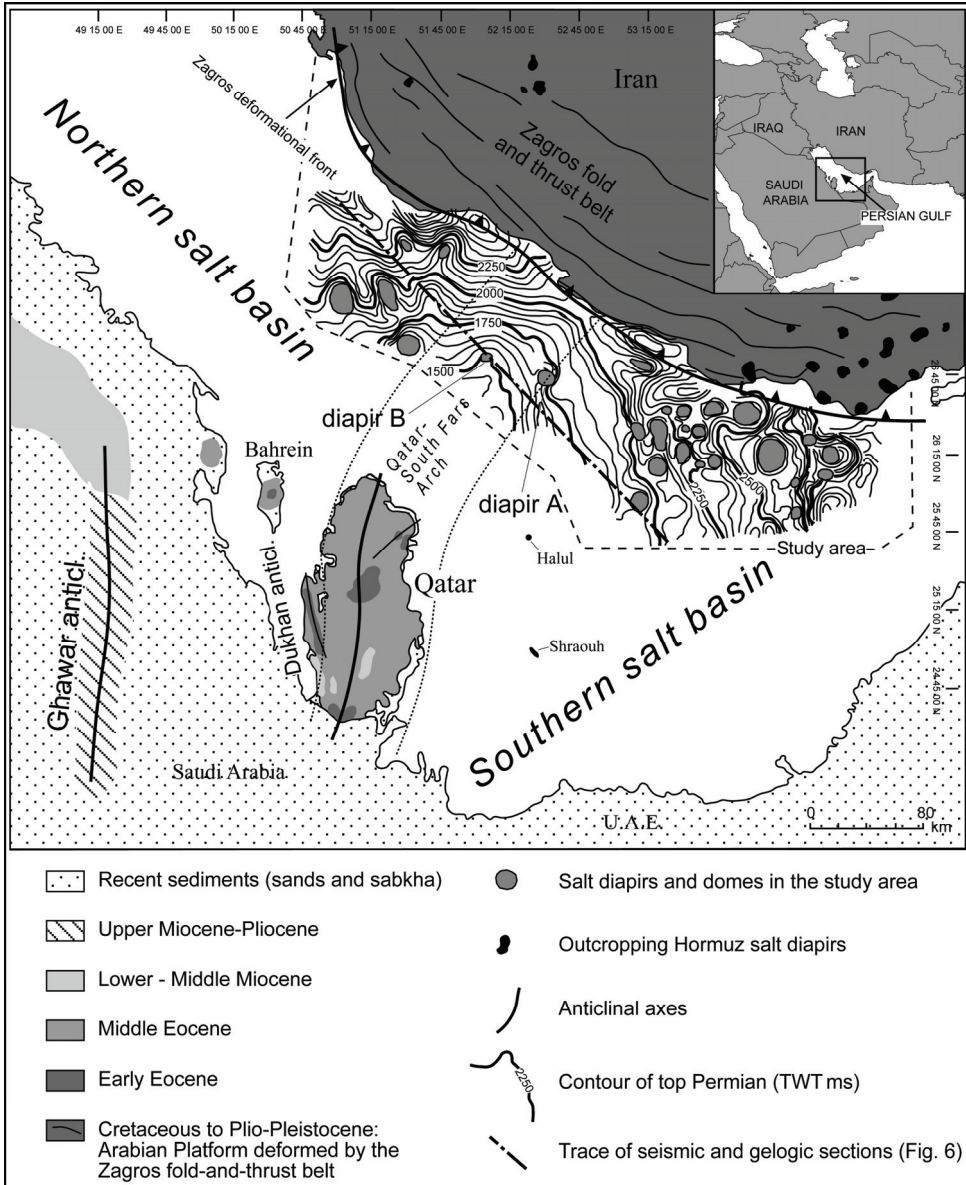 49 15 00 E
49 45 00 E
50 15 00 E
50 45 00 E
51 15 00 E
51 45 00 E
52 15 00 E
52 45 00 E
53 15 00 E
Iran
Zagros deformational front
Zagros fold
and thrust belt
IRAQ
IRAN
SAUDI
ARABIA
PERSIAN GULF
Northern salt basin
2250
2000
1750
1500
diapir B
Qatar-
South Fars
Arch
diapir A
2250
2500
26 45 00 N
26 15 00 N
25 45 00 N
25 15 00 N
24 45 00 N
Bahrein
Study area
Halul
Qatar
Dukhan anticl.
Shraouh
Southern salt basin
Ghawar anticl.
Saudi Arabia
U.A.E.
0 80
km
Recent sediments (sands and sabkha)
Upper Miocene-Pliocene
Lower - Middle Miocene
Middle Eocene
Early Eocene
Cretaceous to Plio-Pleistocene:
Arabian Platform deformed by the
Zagros fold-and-thrust belt
Salt diapirs and domes in the study area
Outcropping Hormuz salt diapirs
Anticlinal axes
2250
Contour of top Permian (TWT ms)
Trace of seismic and gelogic sections (Fig. 6)